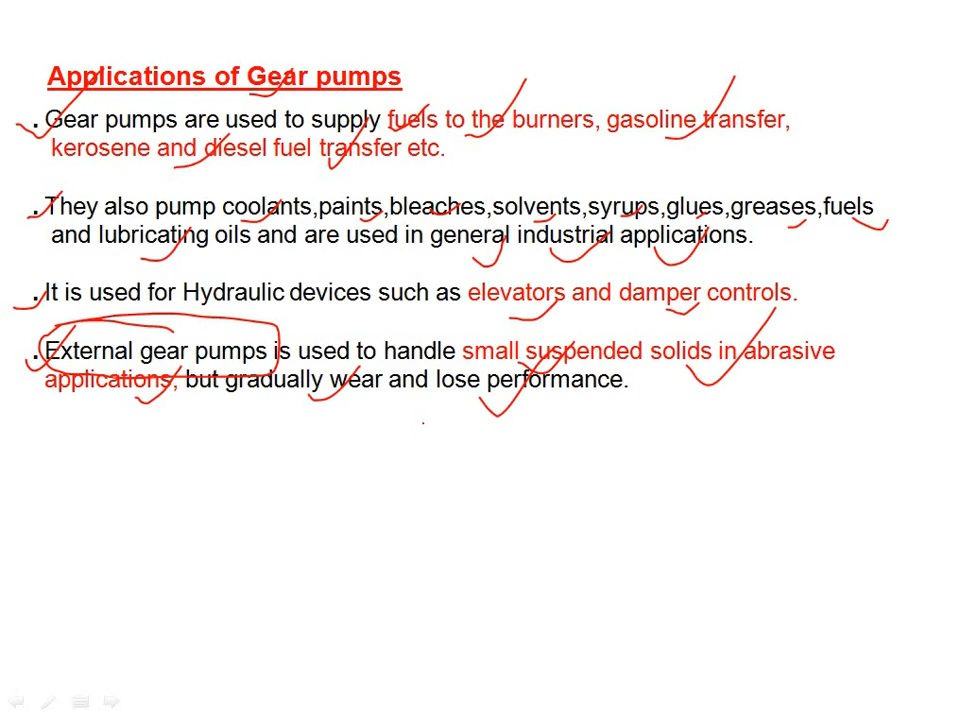 Applications of Gear pumps
. Gear pumps are used to supply fuels to the burners, gasoline transfer,
kerosene and diesel fuel transfer etc.
. They also pump coolants,paints,bleaches,solvents,syrups,glues,greases,fuels
and lubricating oils and are used in general industrial applications.
. It is used for Hydraulic devices such as elevators and damper controls.
. External gear pumps is used to handle small suspended solids in abrasive
applications, but gradually wear and lose performance.